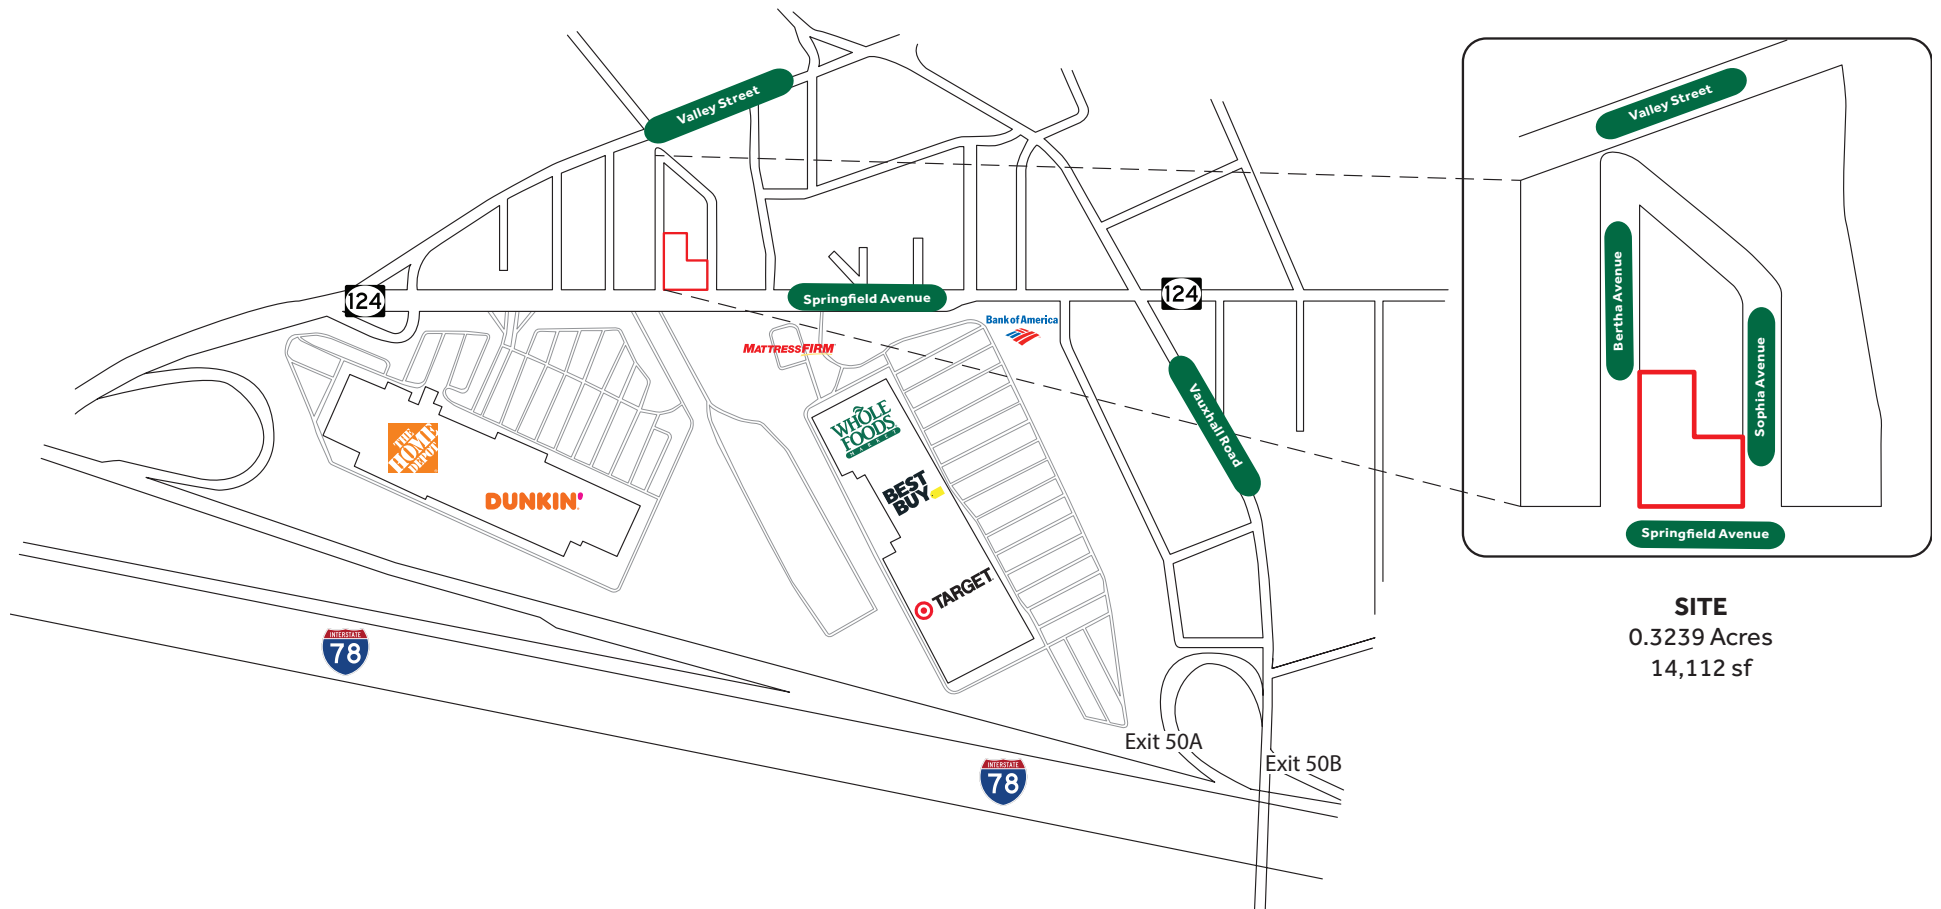 Valley Street
124
Springfield Avenue
124
Bank of America
MATTRESSFIRM
Vauxhall Road
THE
HOME
DEPOT
DUNKIN'
WHOLE
FOODS
MARKET
BEST
BUY
TARGET
INTERSTATE
78
INTERSTATE
78
Exit 50A
Exit 50B
Valley Street
Bertha Avenue
Sophia Avenue
Springfield Avenue
SITE
0.3239 Acres
14,112 sf